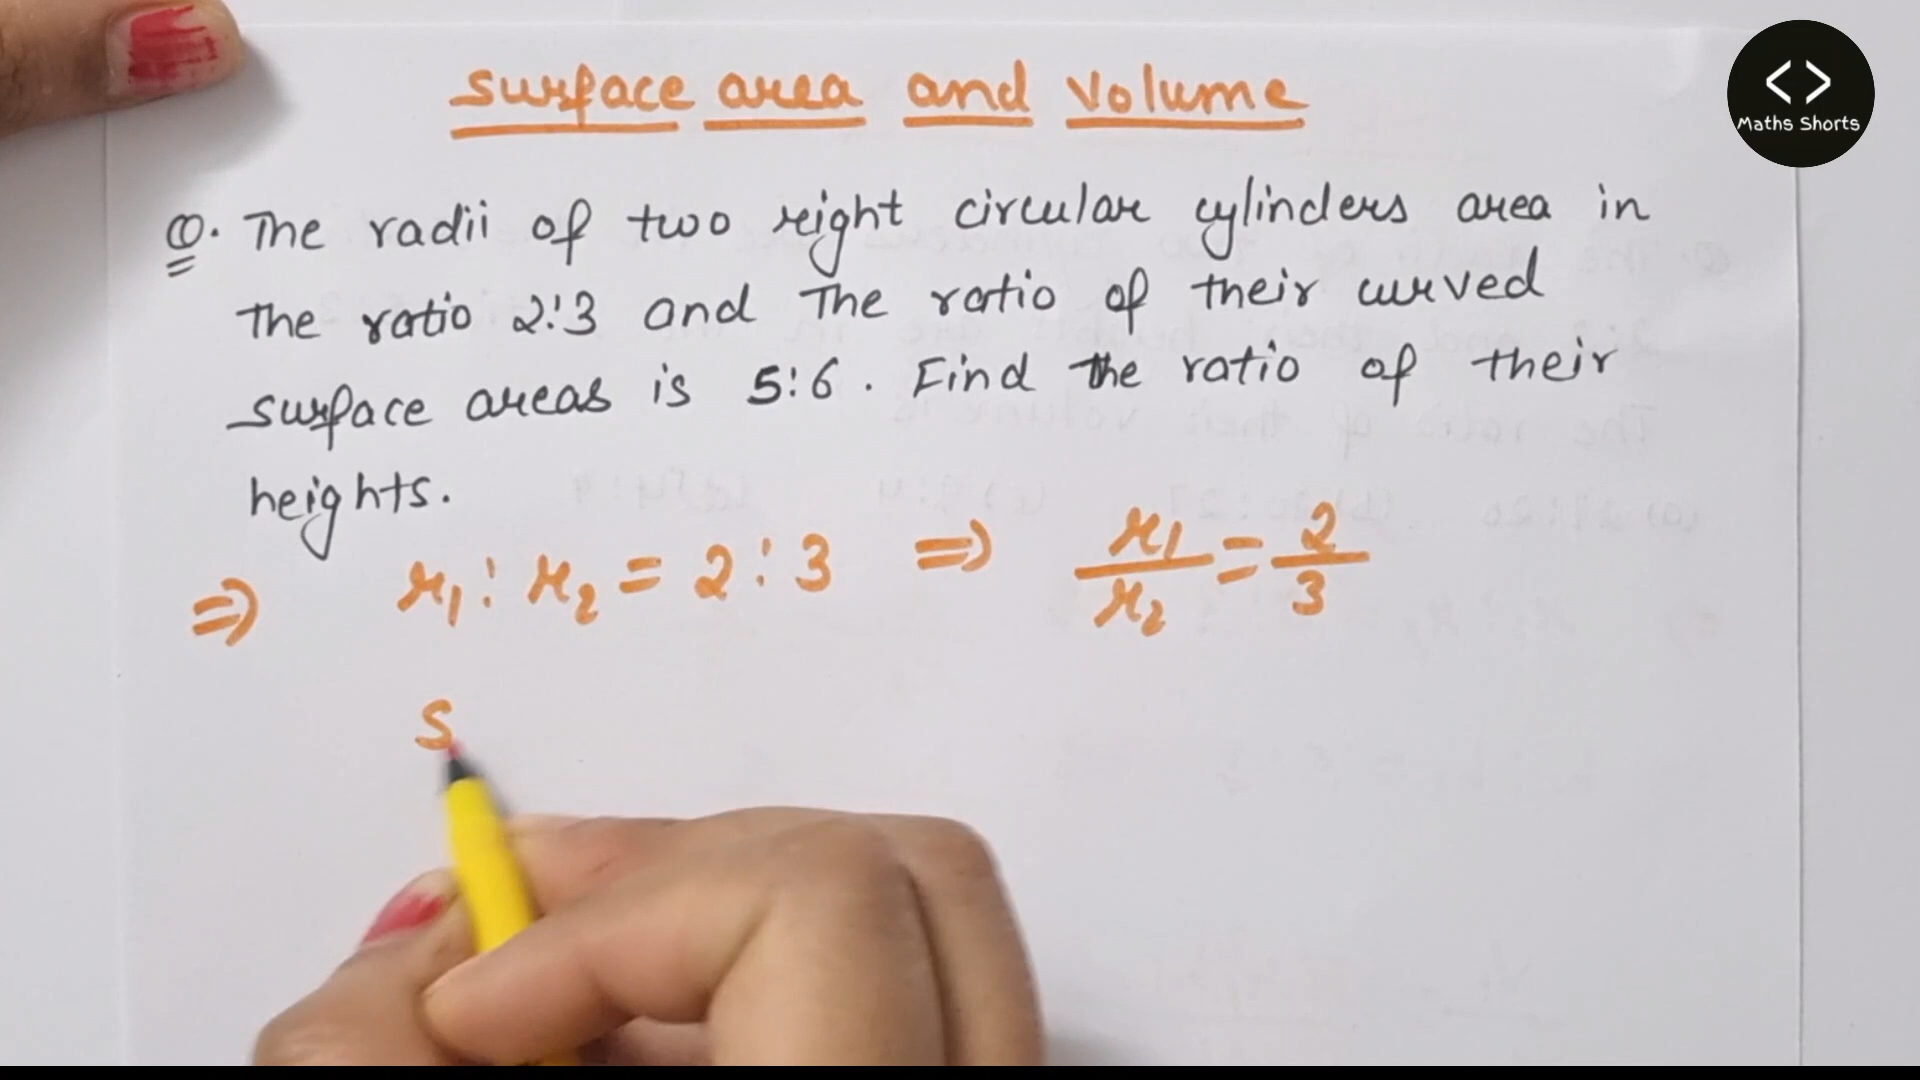 surface area and volume
<> Maths Shorts
Q. The radii of two right circular cylinders area in
the ratio 2:3 and The ratio of their curved
surface areas is 5:6. Find the ratio of their
heights.
⇒ r₁ : r₂ = 2 : 3 ⇒ r₁/r₂ = 2/3
S